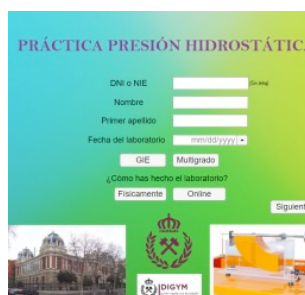 PRÁCTICA PRESIÓN HIDROSTÁTICA
DNI o NIE
Nombre
Primer apellido
Fecha del laboratorio mm/dd/yyyy
GIE Multigrado
¿Cómo has hecho el laboratorio?
Físicamente Online
Siguient
DIGYM